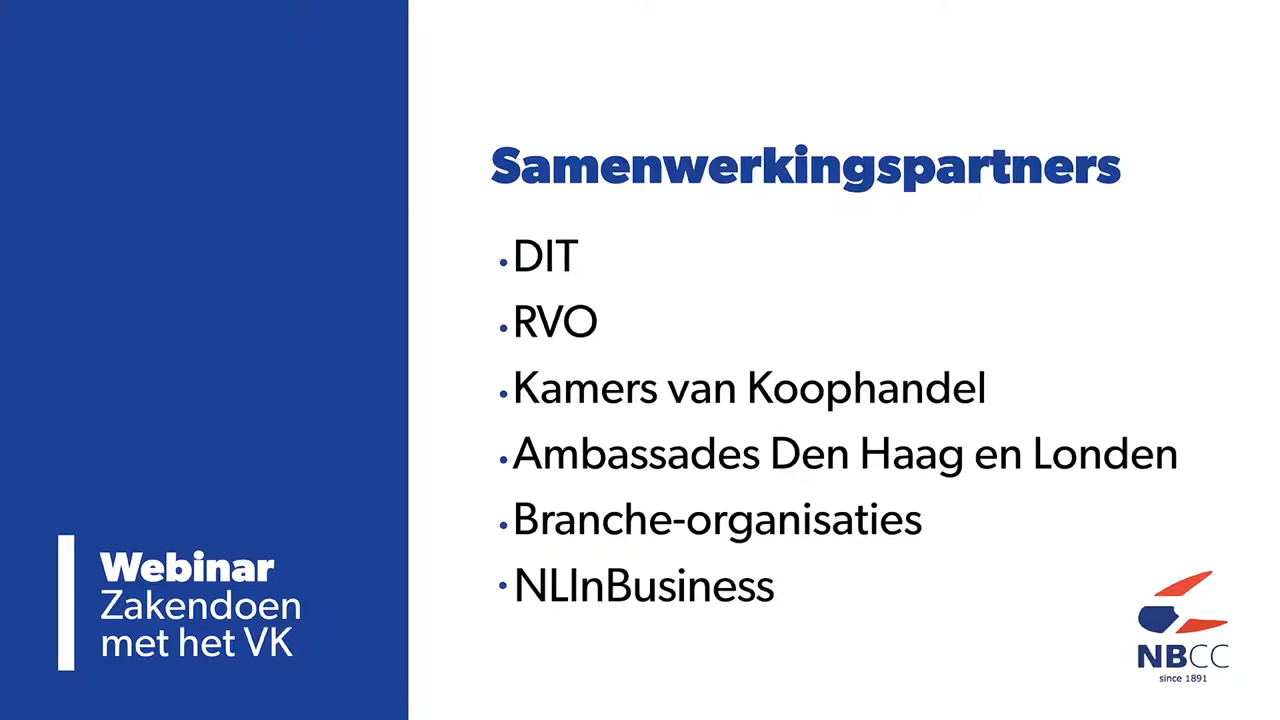 Samenwerkingspartners
• DIT
• RVO
• Kamers van Koophandel
• Ambassades Den Haag en Londen
• Branche-organisaties
• NLInBusiness
Webinar
Zakendoen
met het VK
NBCC
since 1891